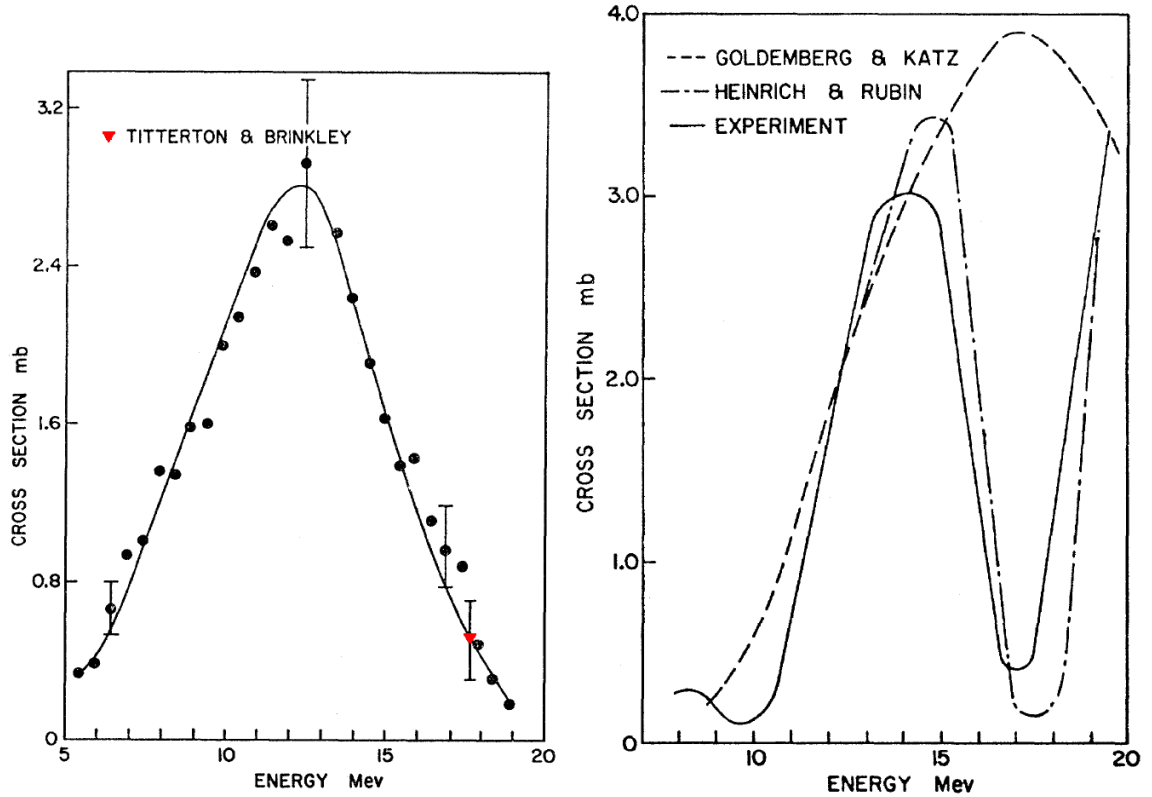 3.2
▼ TITTERTON & BRINKLEY
2.4
1.6
0.8
0
5
10
15
20
CROSS SECTION mb
ENERGY Mev
4.0
--- GOLDEMBERG & KATZ
—·— HEINRICH & RUBIN
— EXPERIMENT
3.0
2.0
1.0
0
10
15
20
CROSS SECTION mb
ENERGY Mev